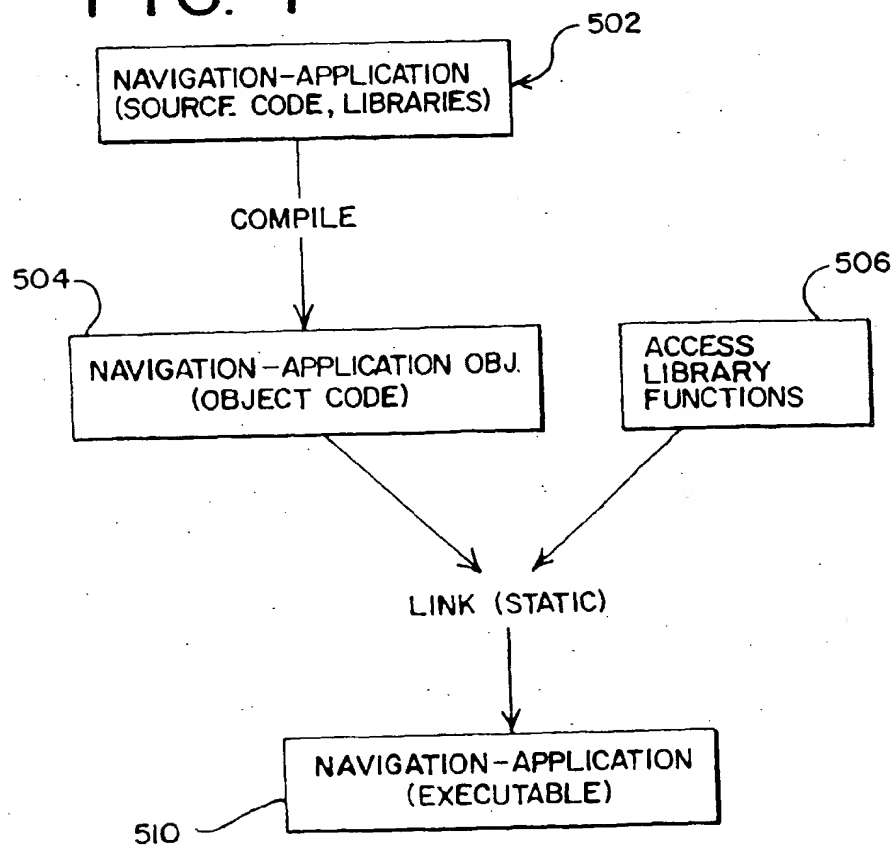 502
NAVIGATION-APPLICATION
(SOURCE CODE, LIBRARIES)
COMPILE
504
506
NAVIGATION-APPLICATION OBJ.
(OBJECT CODE)
ACCESS
LIBRARY
FUNCTIONS
LINK (STATIC)
NAVIGATION-APPLICATION
(EXECUTABLE)
510